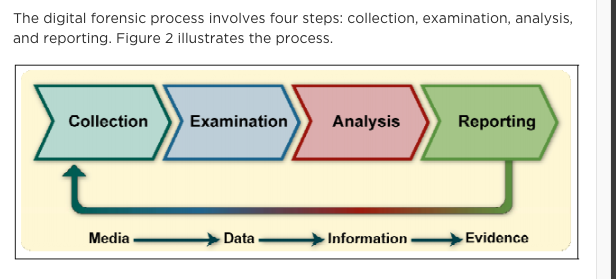 The digital forensic process involves four steps: collection, examination, analysis,
and reporting. Figure 2 illustrates the process.
Collection Examination Analysis Reporting
Media Data Information Evidence